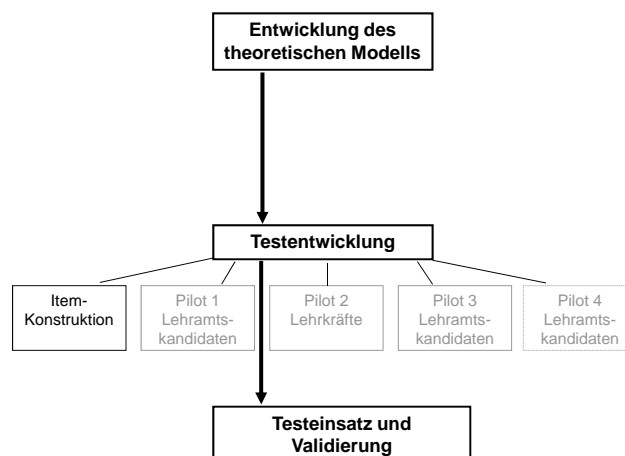 Entwicklung des
theoretischen Modells
Testentwicklung
Item-
Konstruktion
Pilot 1
Lehramts-
kandidaten
Pilot 2
Lehrkräfte
Pilot 3
Lehramts-
kandidaten
Pilot 4
Lehramts-
kandidaten
Testeinsatz und
Validierung